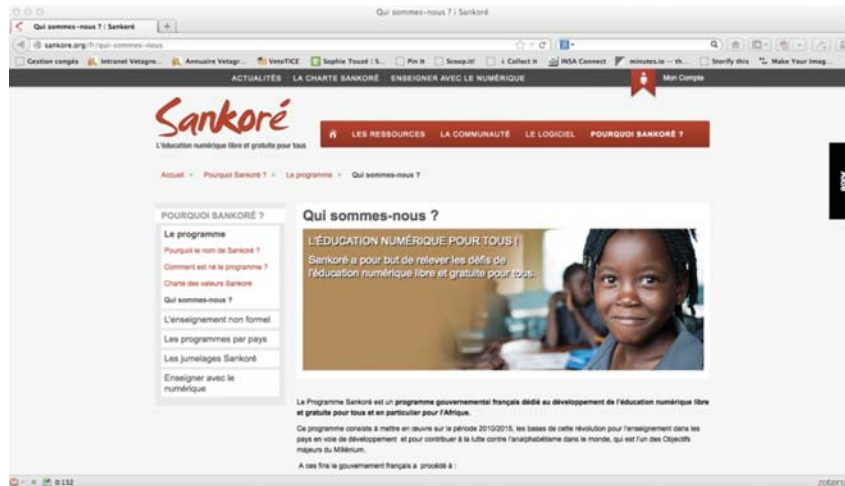 Qui sommes-nous ? | Sankoré
Qui sommes-nous ? | Sankoré
sankore.org/fr/qui-sommes-nous
Gestion congés Intranet Vetagro... Annuaire Vetagr... VetoTICE Sophie Touzé | S... Pin It Scoop.it! INSA Connect minutes.io -- th... Storify this Make Your Imag...
ACTUALITÉS LA CHARTE SANKORÉ ENSEIGNER AVEC LE NUMÉRIQUE Mon Compte
Sankoré
L'éducation numérique libre et gratuite pour tous
LES RESSOURCES LA COMMUNAUTÉ LE LOGICIEL POURQUOI SANKORÉ ?
Aide
Accueil > Pourquoi Sankoré ? > Le programme > Qui sommes-nous ?
POURQUOI SANKORÉ ?
Le programme
Pourquoi le nom de Sankoré ?
Comment est né le programme ?
Charte des valeurs Sankoré
Qui sommes-nous ?
L'enseignement non formel
Les programmes par pays
Les jumelages Sankoré
Enseigner avec le
numérique
Qui sommes-nous ?
L'ÉDUCATION NUMÉRIQUE POUR TOUS !
Sankoré a pour but de relever les défis de
l'éducation numérique libre et gratuite pour tous.
Le Programme Sankoré est un programme gouvernemental français dédié au développement de l'éducation numérique libre
et gratuite pour tous et en particulier pour l'Afrique.
Ce programme consiste à mettre en œuvre sur la période 2010/2015, les bases de cette révolution pour l'enseignement dans les
pays en voie de développement et pour contribuer à la lutte contre l'analphabétisme dans le monde, qui est l'un des Objectifs
majeurs du Millénium.
A ces fins le gouvernement français a procédé à :
0:132
zotero